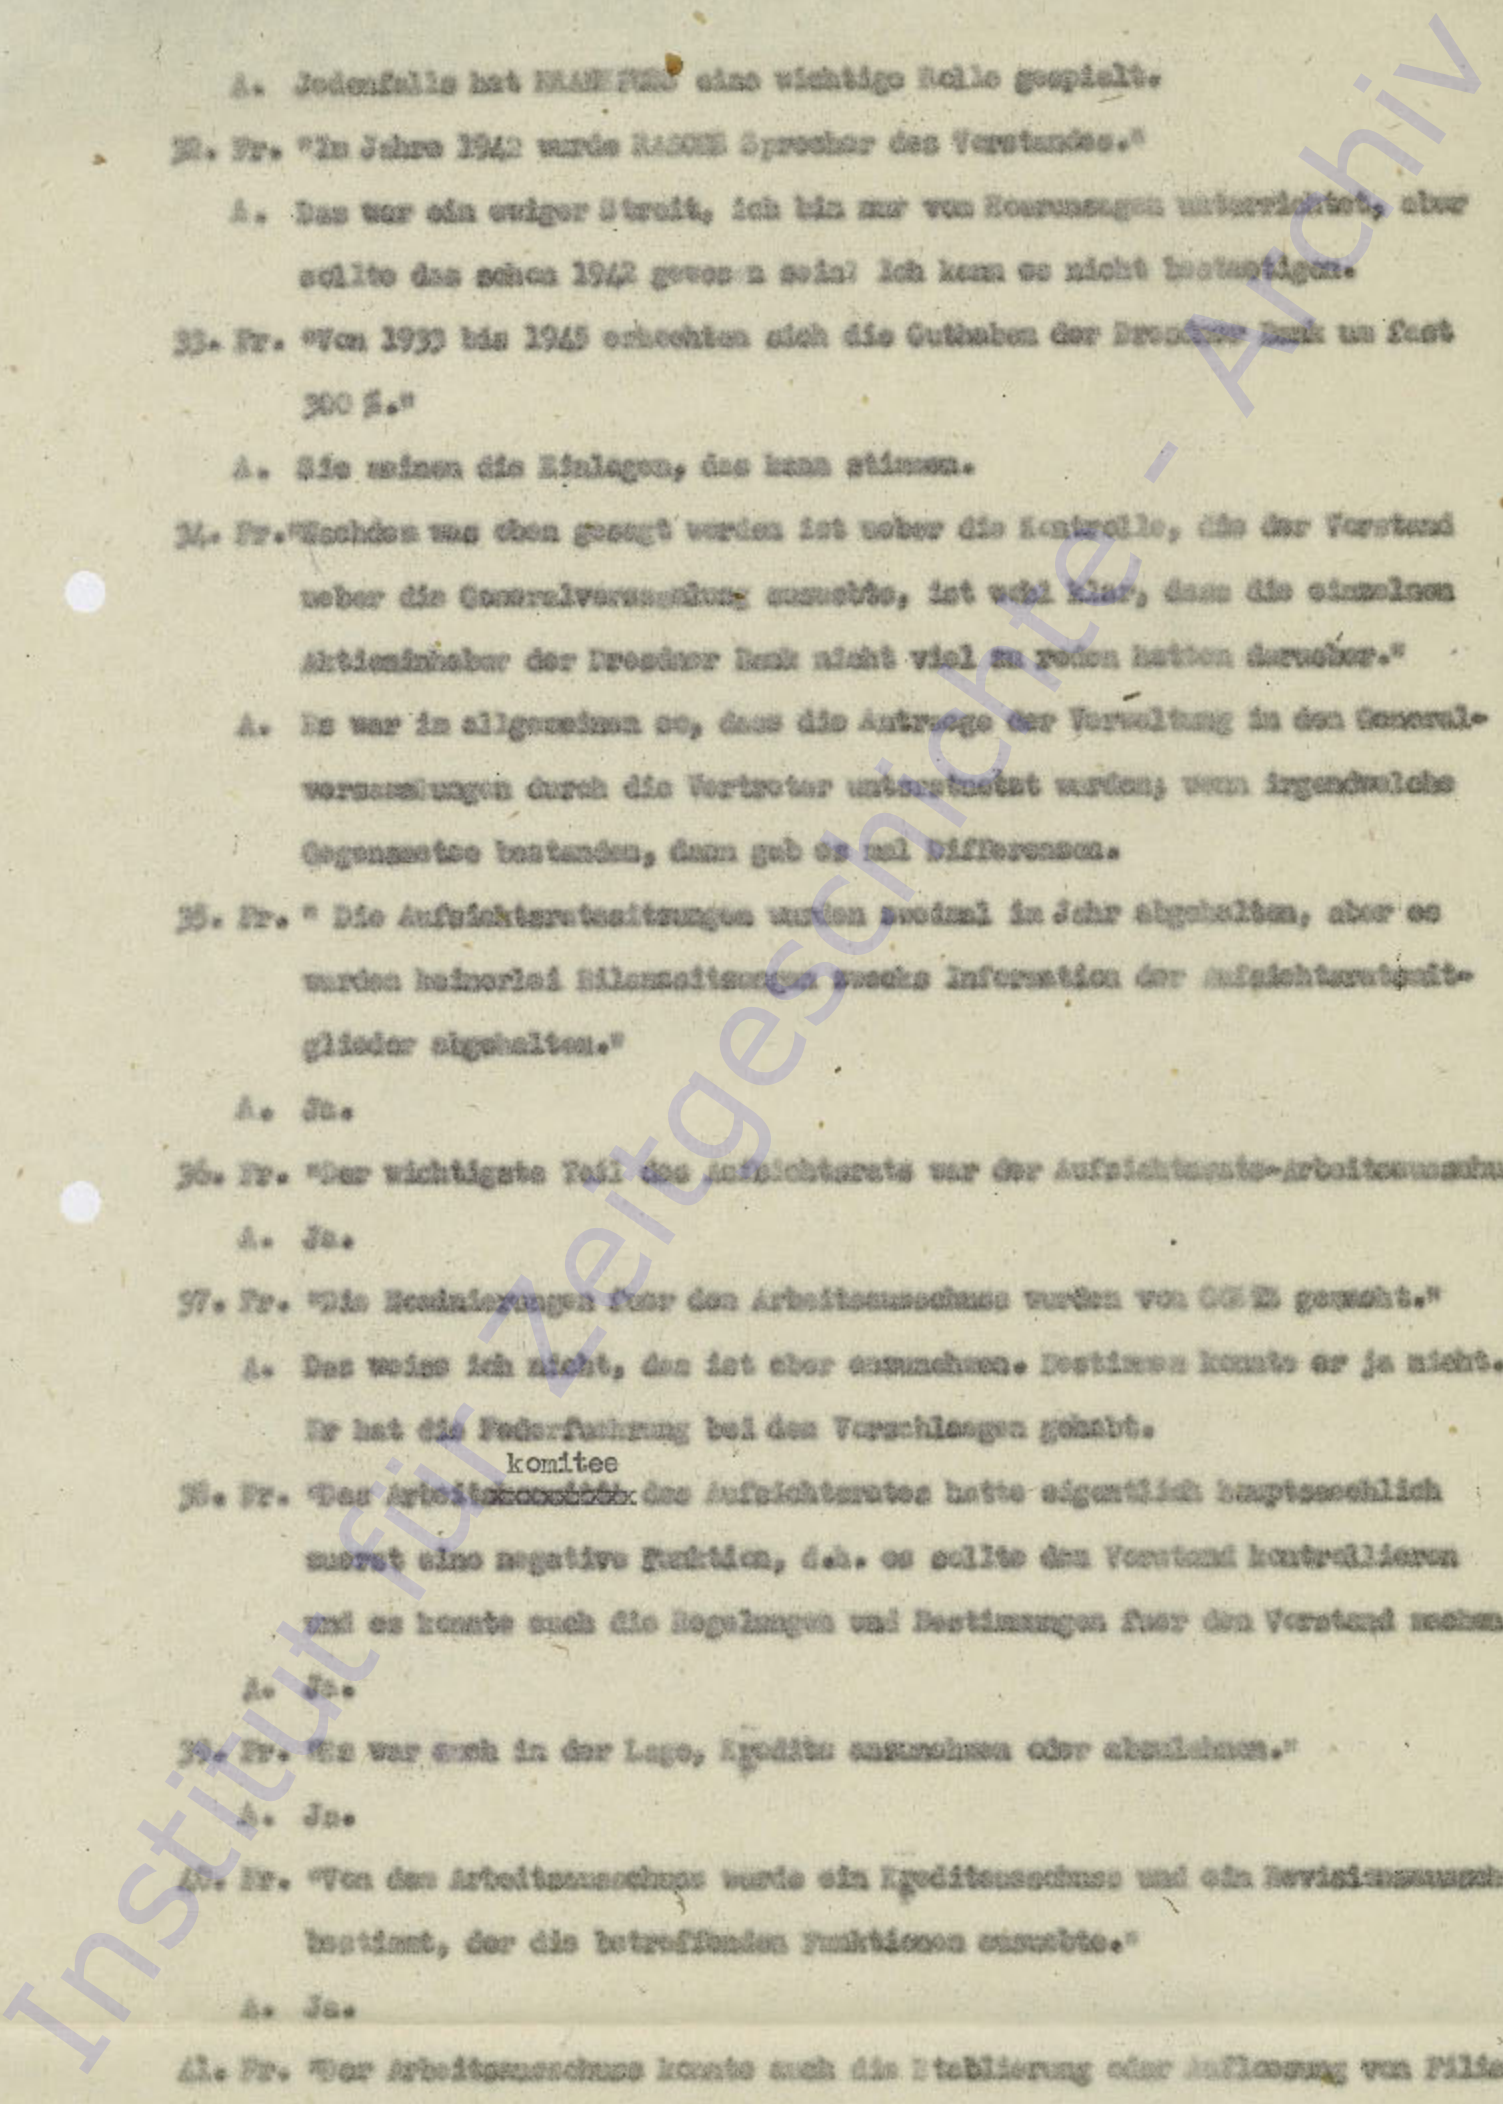 A. Jedenfalls hat eine wichtige Rolle gespielt.
32. Fr. "Im Jahre 1942 wurde RASCHE Sprecher des Vorstandes."
A. Das war ein ewiger Streit, ich bin nur vom Hoerensagen unterrichtet, aber
sollte das schon 1942 gewesen sein? Ich kann es nicht bestaetigen.
33. Fr. "Von 1933 bis 1945 erhoehten sich die Guthaben der Dresdner Bank um fast
300 %."
A. Sie meinen die Einlagen, das kann stimmen.
34. Fr. "Nachdem was oben gesagt worden ist ueber die Kontrolle, die der Vorstand
ueber die Generalversammlung ausuebte, ist wohl klar, dass die einzelnen
Aktieninhaber der Dresdner Bank nicht viel zu reden hatten darueber."
A. Es war im allgemeinen so, dass die Antraege der Verwaltung in den General-
versammlungen durch die Vertreter unterstuetzt wurden; wenn irgendwelche
Gegensaetze bestanden, dann gab es mal Differenzen.
35. Fr. " Die Aufsichtsratssitzungen wurden zweimal im Jahr abgehalten, aber es
wurden keinerlei Bilanzsitzungen zwecks Information der Aufsichtsratsmit-
glieder abgehalten."
A. Ja.
36. Fr. "Der wichtigste Teil des Aufsichtsrats war der Aufsichtsrats-Arbeitsausschu
A. Ja.
37. Fr. "Die Nominierungen fuer den Arbeitsausschuss wurden von GOETZ gemacht."
A. Das weiss ich nicht, das ist aber anzunehmen. Bestimmen konnte er ja nicht.
Er hat die Federfuehrung bei den Vorschlaegen gehabt.
komitee
38. Fr. "Das Arbeits des Aufsichtsrates hatte eigentlich hauptsaechlich
zuerst eine negative Funktion, d.h. es sollte den Vorstand kontrollieren
und es konnte auch die Regelungen und Bestimmungen fuer den Vorstand machen
A. Ja.
39. Fr. "Es war auch in der Lage, Kredite anzunehmen oder abzulehnen."
A. Ja.
40. Fr. "Von dem Arbeitsausschuss wurde ein Kreditausschuss und ein Revisionsaussch
bestimmt, der die betreffenden Funktionen ausuebte."
A. Ja.
41. Fr. "Der Arbeitsausschuss konnte auch die Etablierung oder Aufloesung von Filia
Institut für Zeitgeschichte - Archiv